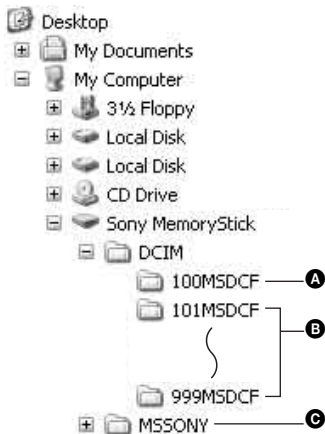 Desktop
My Documents
My Computer
3½ Floppy
Local Disk
Local Disk
CD Drive
Sony MemoryStick
DCIM
100MSDCF A
101MSDCF
B
999MSDCF
MSSONY C